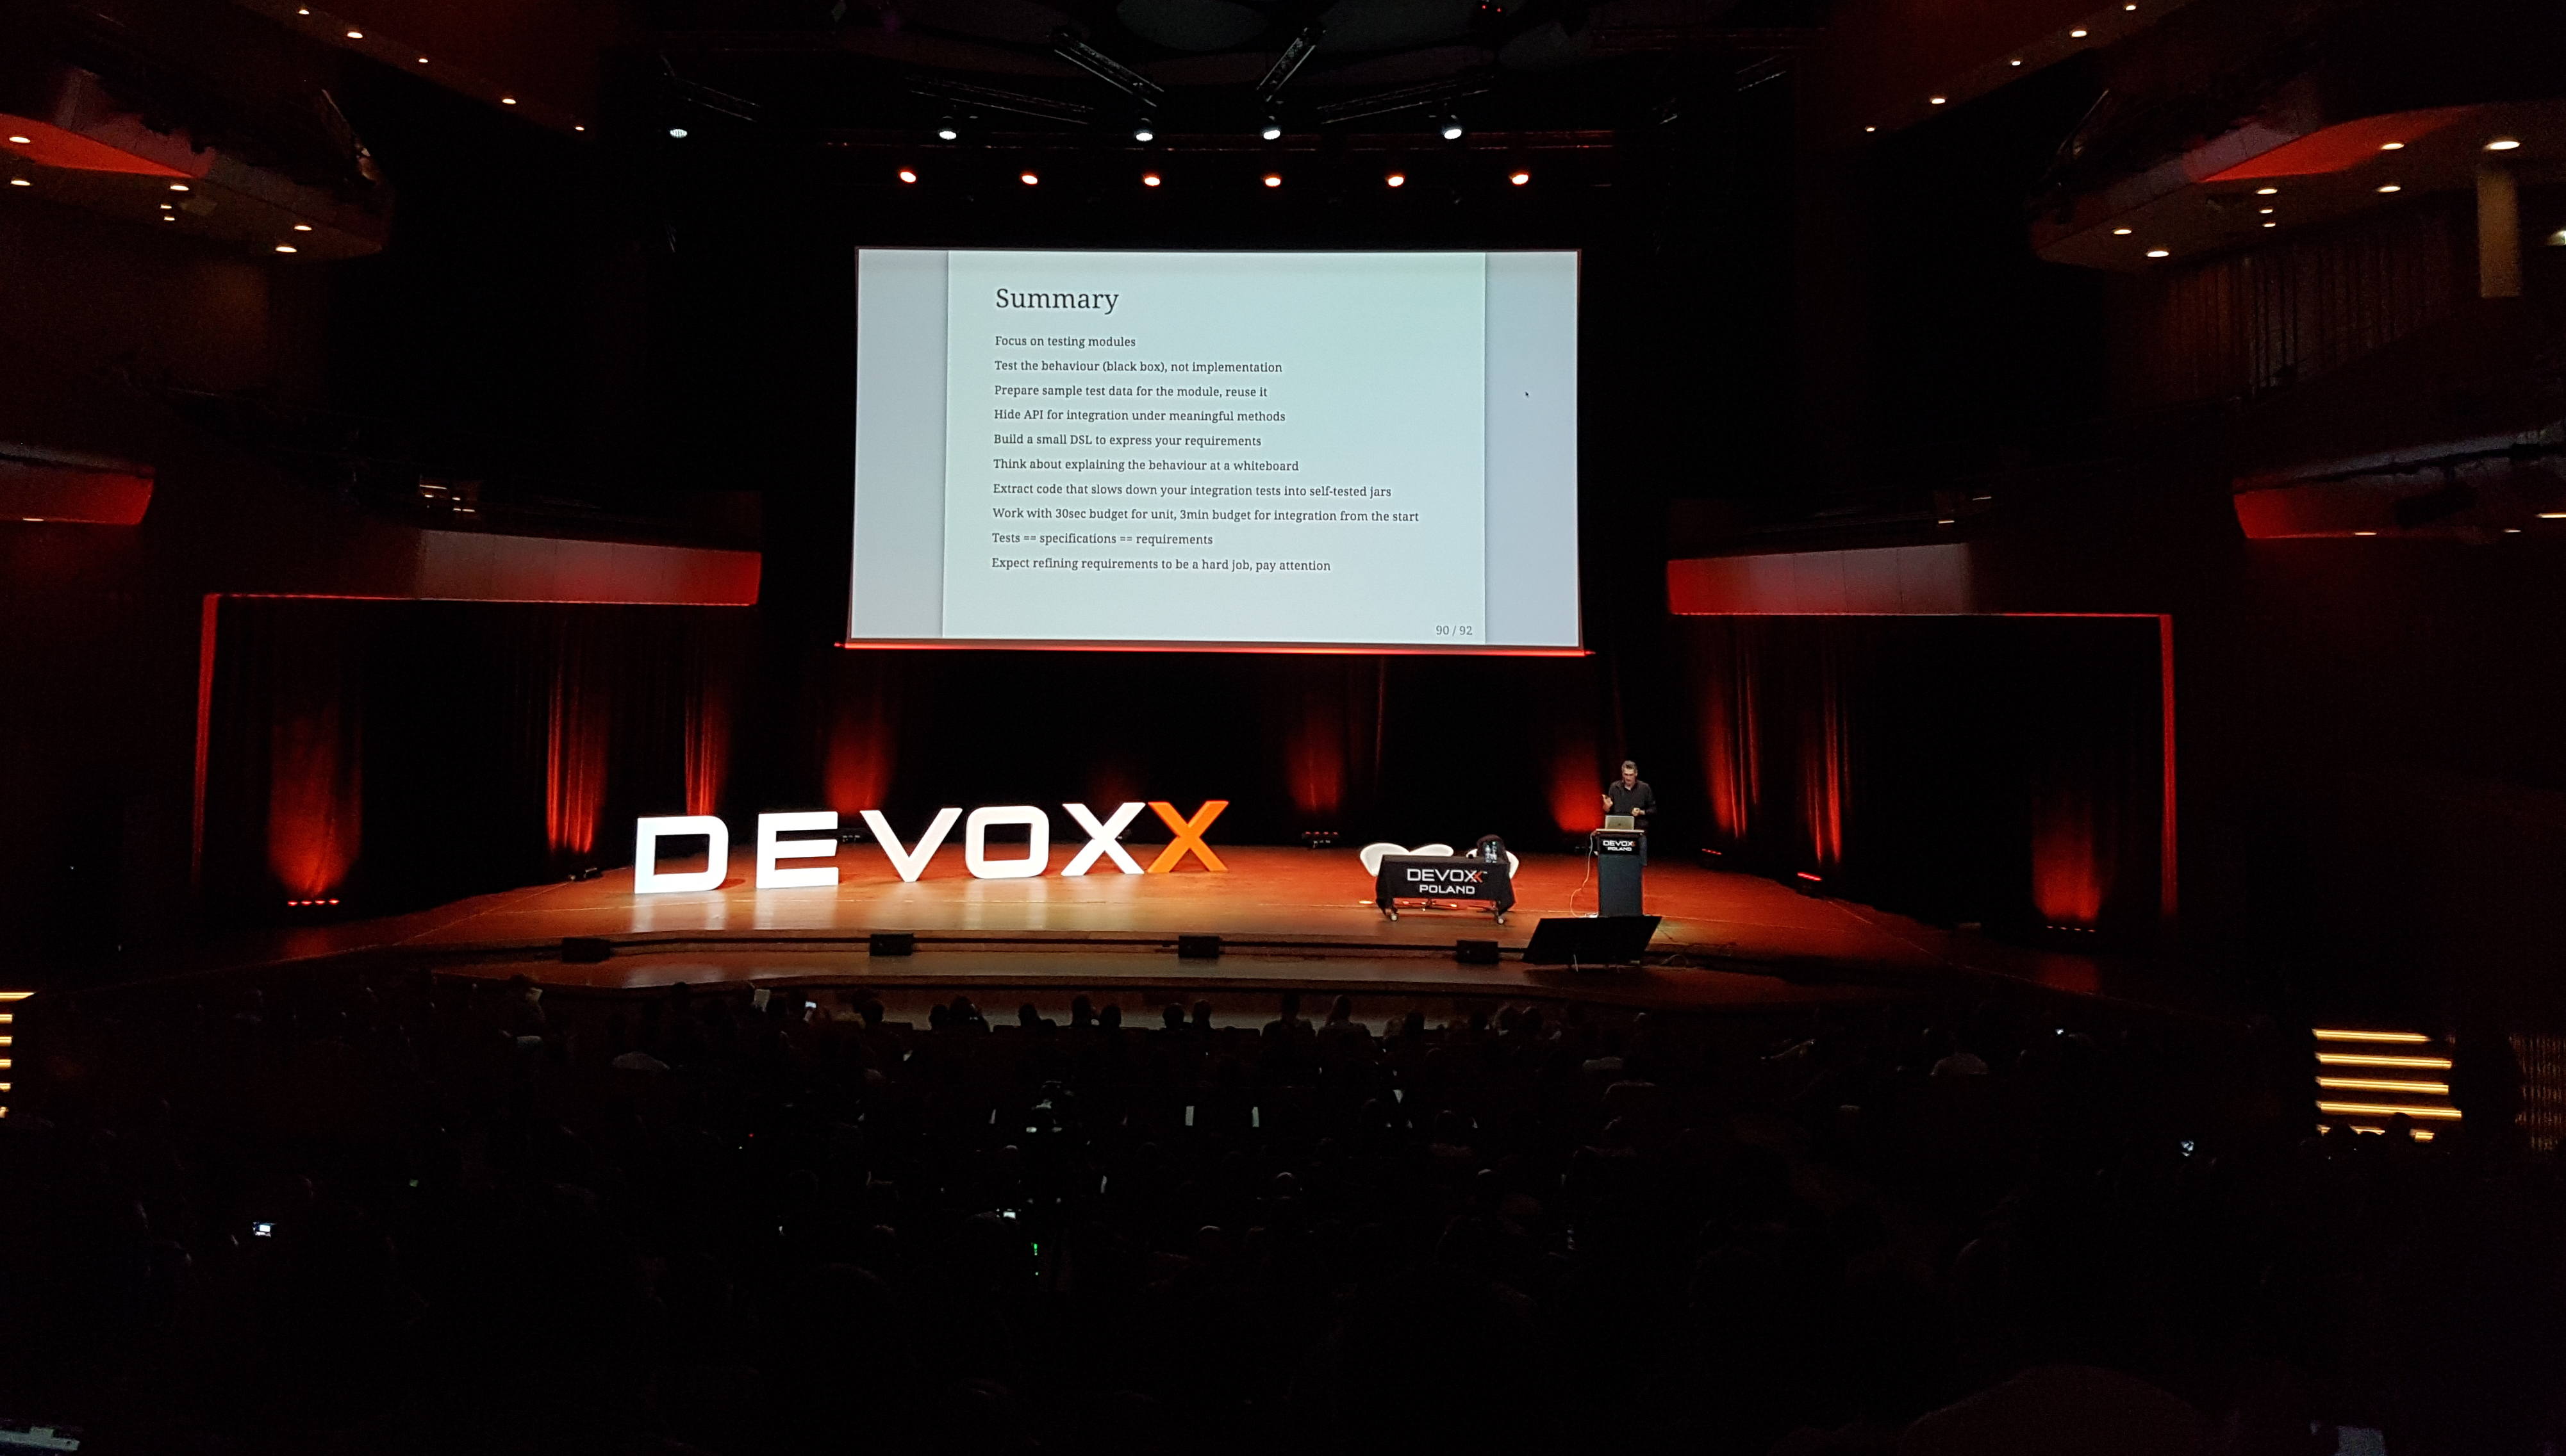 Summary
Focus on testing modules
Test the behaviour (black box), not implementation
Prepare sample test data for the module, reuse it
Hide API for integration under meaningful methods
Build a small DSL to express your requirements
Think about explaining the behaviour at a whiteboard
Extract code that slows down your integration tests into self-tested jars
Work with 30sec budget for unit, 3min budget for integration from the start
Tests == specifications == requirements
Expect refining requirements to be a hard job, pay attention
90 / 92
DEVOXX
DEVOXX™
POLAND
DEVOXX
POLAND